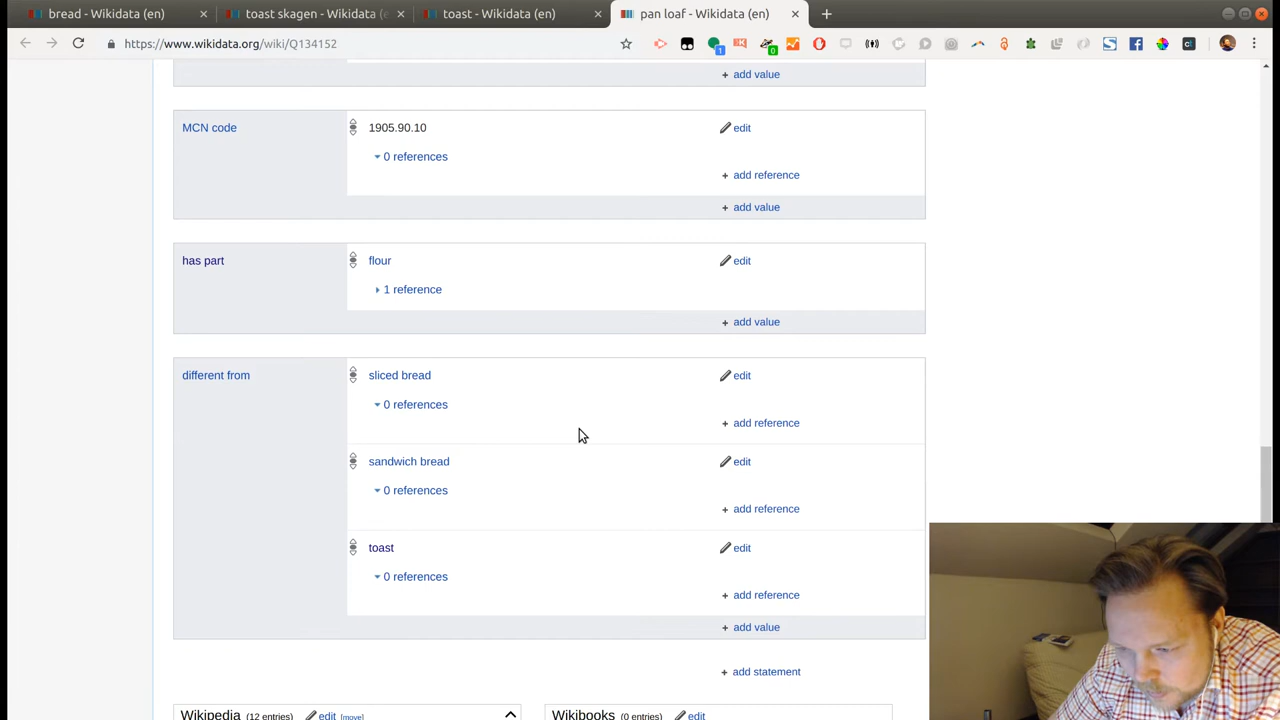 bread - Wikidata (en)
toast skagen - Wikidata (e
toast - Wikidata (en)
pan loaf - Wikidata (en)
https://www.wikidata.org/wiki/Q134152
1
0
+ add value
MCN code
1905.90.10
edit
0 references
+ add reference
+ add value
has part
flour
edit
1 reference
+ add value
different from
sliced bread
edit
0 references
+ add reference
sandwich bread
edit
0 references
+ add reference
toast
edit
0 references
+ add reference
+ add value
+ add statement
Wikipedia (12 entries) edit [move]
Wikibooks (0 entries) edit